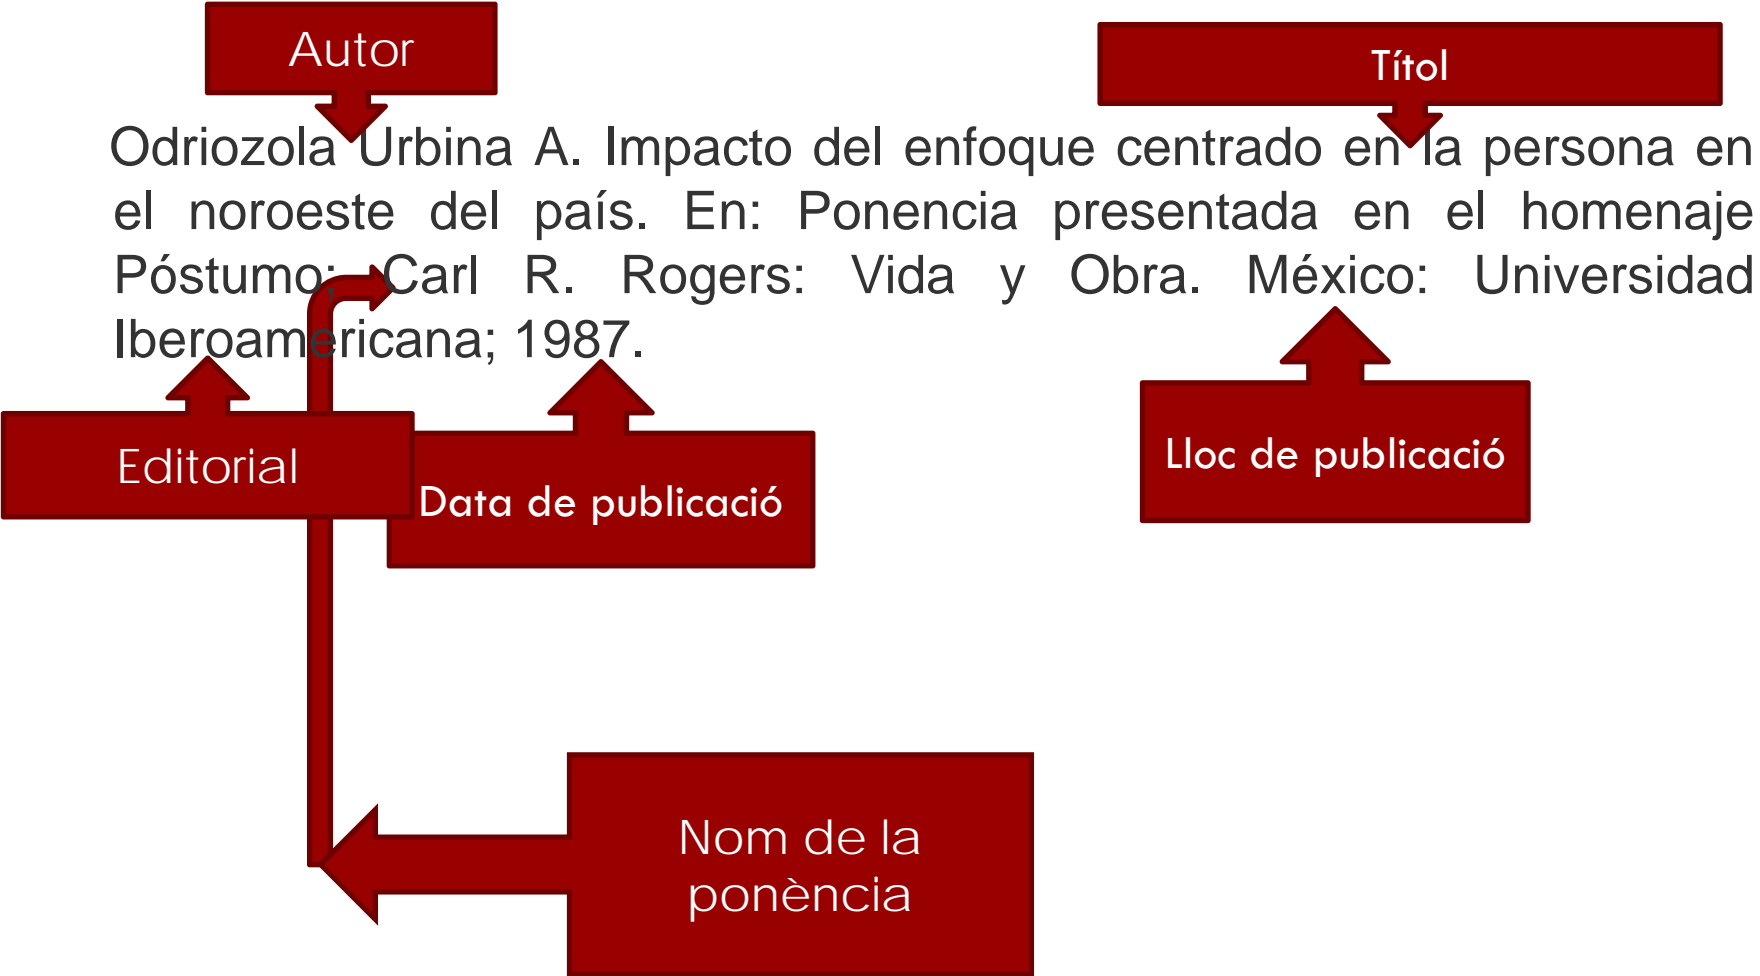 Autor
Títol
Odriozola Urbina A. Impacto del enfoque centrado en la persona en
el noroeste del país. En: Ponencia presentada en el homenaje
Póstumo; Carl R. Rogers: Vida y Obra. México: Universidad
Iberoamericana; 1987.
Editorial
Data de publicació
Lloc de publicació
Nom de la
ponència